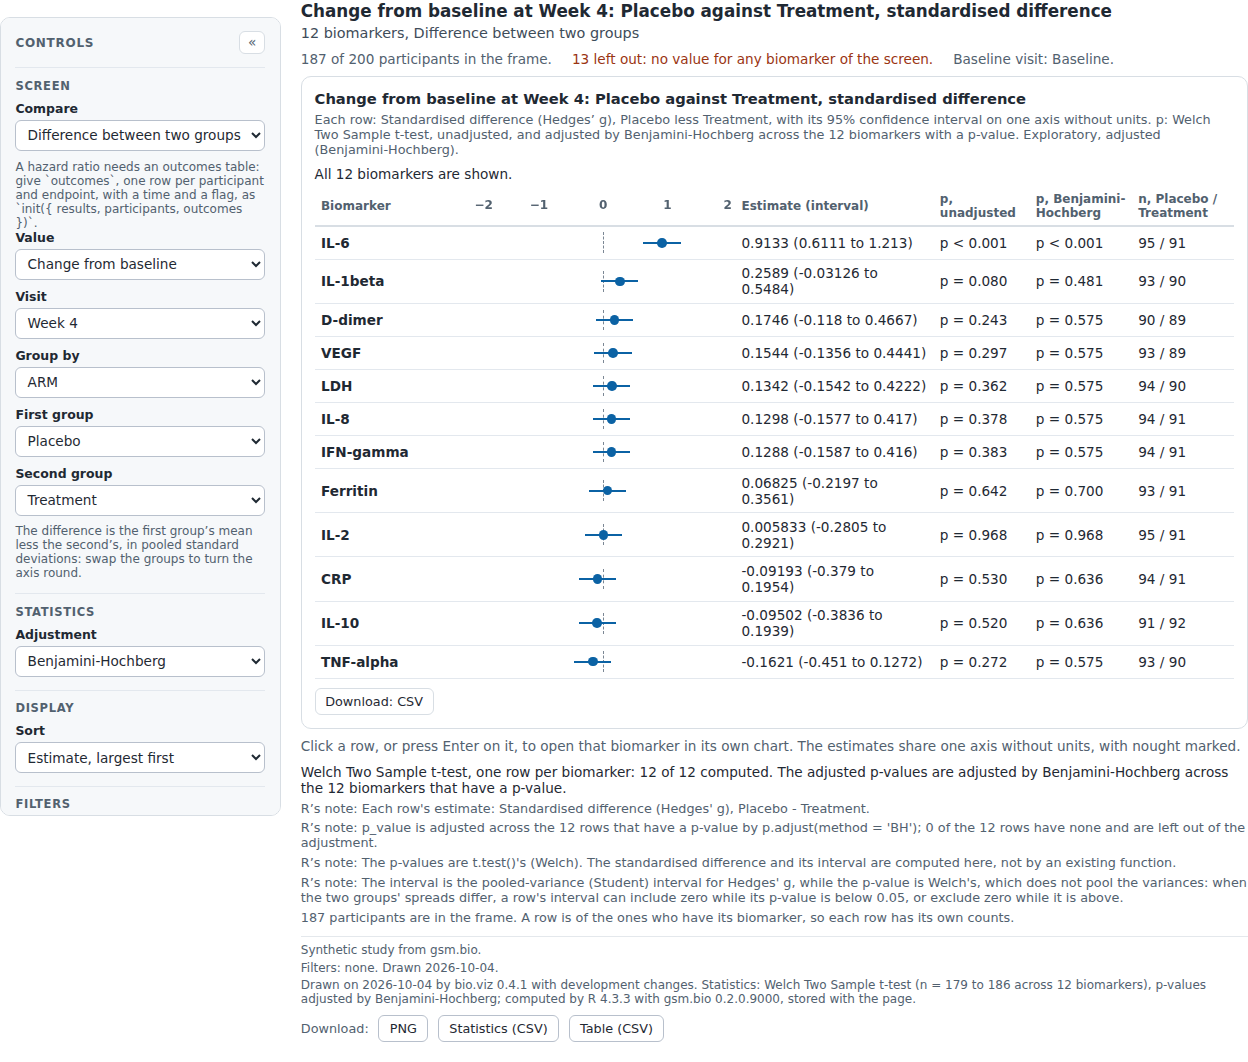 CONTROLS
«
SCREEN
Compare
Difference between two groups
A hazard ratio needs an outcomes table:
give `outcomes`, one row per participant
and endpoint, with a time and a flag, as
`init({ results, participants, outcomes
})`.
Value
Change from baseline
Visit
Week 4
Group by
ARM
First group
Placebo
Second group
Treatment
The difference is the first group’s mean
less the second’s, in pooled standard
deviations: swap the groups to turn the
axis round.
STATISTICS
Adjustment
Benjamini-Hochberg
DISPLAY
Sort
Estimate, largest first
FILTERS
Change from baseline at Week 4: Placebo against Treatment, standardised difference
12 biomarkers, Difference between two groups
187 of 200 participants in the frame. 13 left out: no value for any biomarker of the screen. Baseline visit: Baseline.
Change from baseline at Week 4: Placebo against Treatment, standardised difference
Each row: Standardised difference (Hedges’ g), Placebo less Treatment, with its 95% confidence interval on one axis without units. p: Welch
Two Sample t-test, unadjusted, and adjusted by Benjamini-Hochberg across the 12 biomarkers with a p-value. Exploratory, adjusted
(Benjamini-Hochberg).
All 12 biomarkers are shown.
Biomarker −2 −1 0 1 2 Estimate (interval) p, unadjusted p, Benjamini-Hochberg n, Placebo / Treatment
IL-6 0.9133 (0.6111 to 1.213) p < 0.001 p < 0.001 95 / 91
IL-1beta 0.2589 (-0.03126 to 0.5484) p = 0.080 p = 0.481 93 / 90
D-dimer 0.1746 (-0.118 to 0.4667) p = 0.243 p = 0.575 90 / 89
VEGF 0.1544 (-0.1356 to 0.4441) p = 0.297 p = 0.575 93 / 89
LDH 0.1342 (-0.1542 to 0.4222) p = 0.362 p = 0.575 94 / 90
IL-8 0.1298 (-0.1577 to 0.417) p = 0.378 p = 0.575 94 / 91
IFN-gamma 0.1288 (-0.1587 to 0.416) p = 0.383 p = 0.575 94 / 91
Ferritin 0.06825 (-0.2197 to 0.3561) p = 0.642 p = 0.700 93 / 91
IL-2 0.005833 (-0.2805 to 0.2921) p = 0.968 p = 0.968 95 / 91
CRP -0.09193 (-0.379 to 0.1954) p = 0.530 p = 0.636 94 / 91
IL-10 -0.09502 (-0.3836 to 0.1939) p = 0.520 p = 0.636 91 / 92
TNF-alpha -0.1621 (-0.451 to 0.1272) p = 0.272 p = 0.575 93 / 90
Download: CSV
Click a row, or press Enter on it, to open that biomarker in its own chart. The estimates share one axis without units, with nought marked.
Welch Two Sample t-test, one row per biomarker: 12 of 12 computed. The adjusted p-values are adjusted by Benjamini-Hochberg across
the 12 biomarkers that have a p-value.
R’s note: Each row's estimate: Standardised difference (Hedges' g), Placebo - Treatment.
R’s note: p_value is adjusted across the 12 rows that have a p-value by p.adjust(method = 'BH'); 0 of the 12 rows have none and are left out of the
adjustment.
R’s note: The p-values are t.test()'s (Welch). The standardised difference and its interval are computed here, not by an existing function.
R’s note: The interval is the pooled-variance (Student) interval for Hedges' g, while the p-value is Welch's, which does not pool the variances: when
the two groups' spreads differ, a row's interval can include zero while its p-value is below 0.05, or exclude zero while it is above.
187 participants are in the frame. A row is of the ones who have its biomarker, so each row has its own counts.
Synthetic study from gsm.bio.
Filters: none. Drawn 2026-10-04.
Drawn on 2026-10-04 by bio.viz 0.4.1 with development changes. Statistics: Welch Two Sample t-test (n = 179 to 186 across 12 biomarkers), p-values
adjusted by Benjamini-Hochberg; computed by R 4.3.3 with gsm.bio 0.2.0.9000, stored with the page.
Download: PNG Statistics (CSV) Table (CSV)